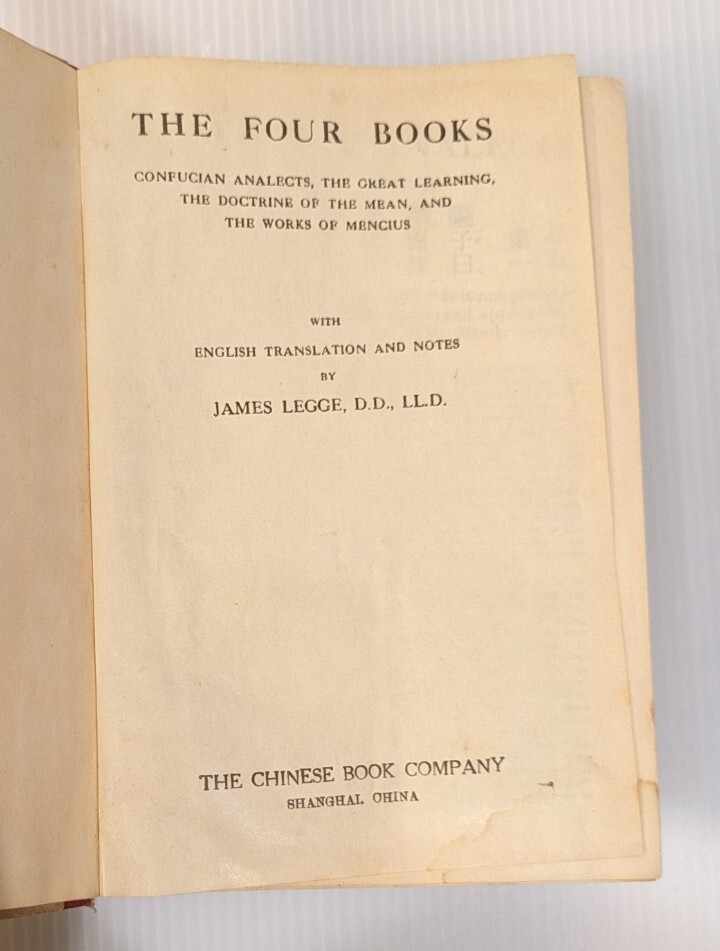 THE FOUR BOOKS
CONFUCIAN ANALECTS, THE GREAT LEARNING,
THE DOCTRINE OF THE MEAN, AND
THE WORKS OF MENCIUS
WITH
ENGLISH TRANSLATION AND NOTES
BY
JAMES LEGGE, D.D., LL.D.
THE CHINESE BOOK COMPANY
SHANGHAI, CHINA